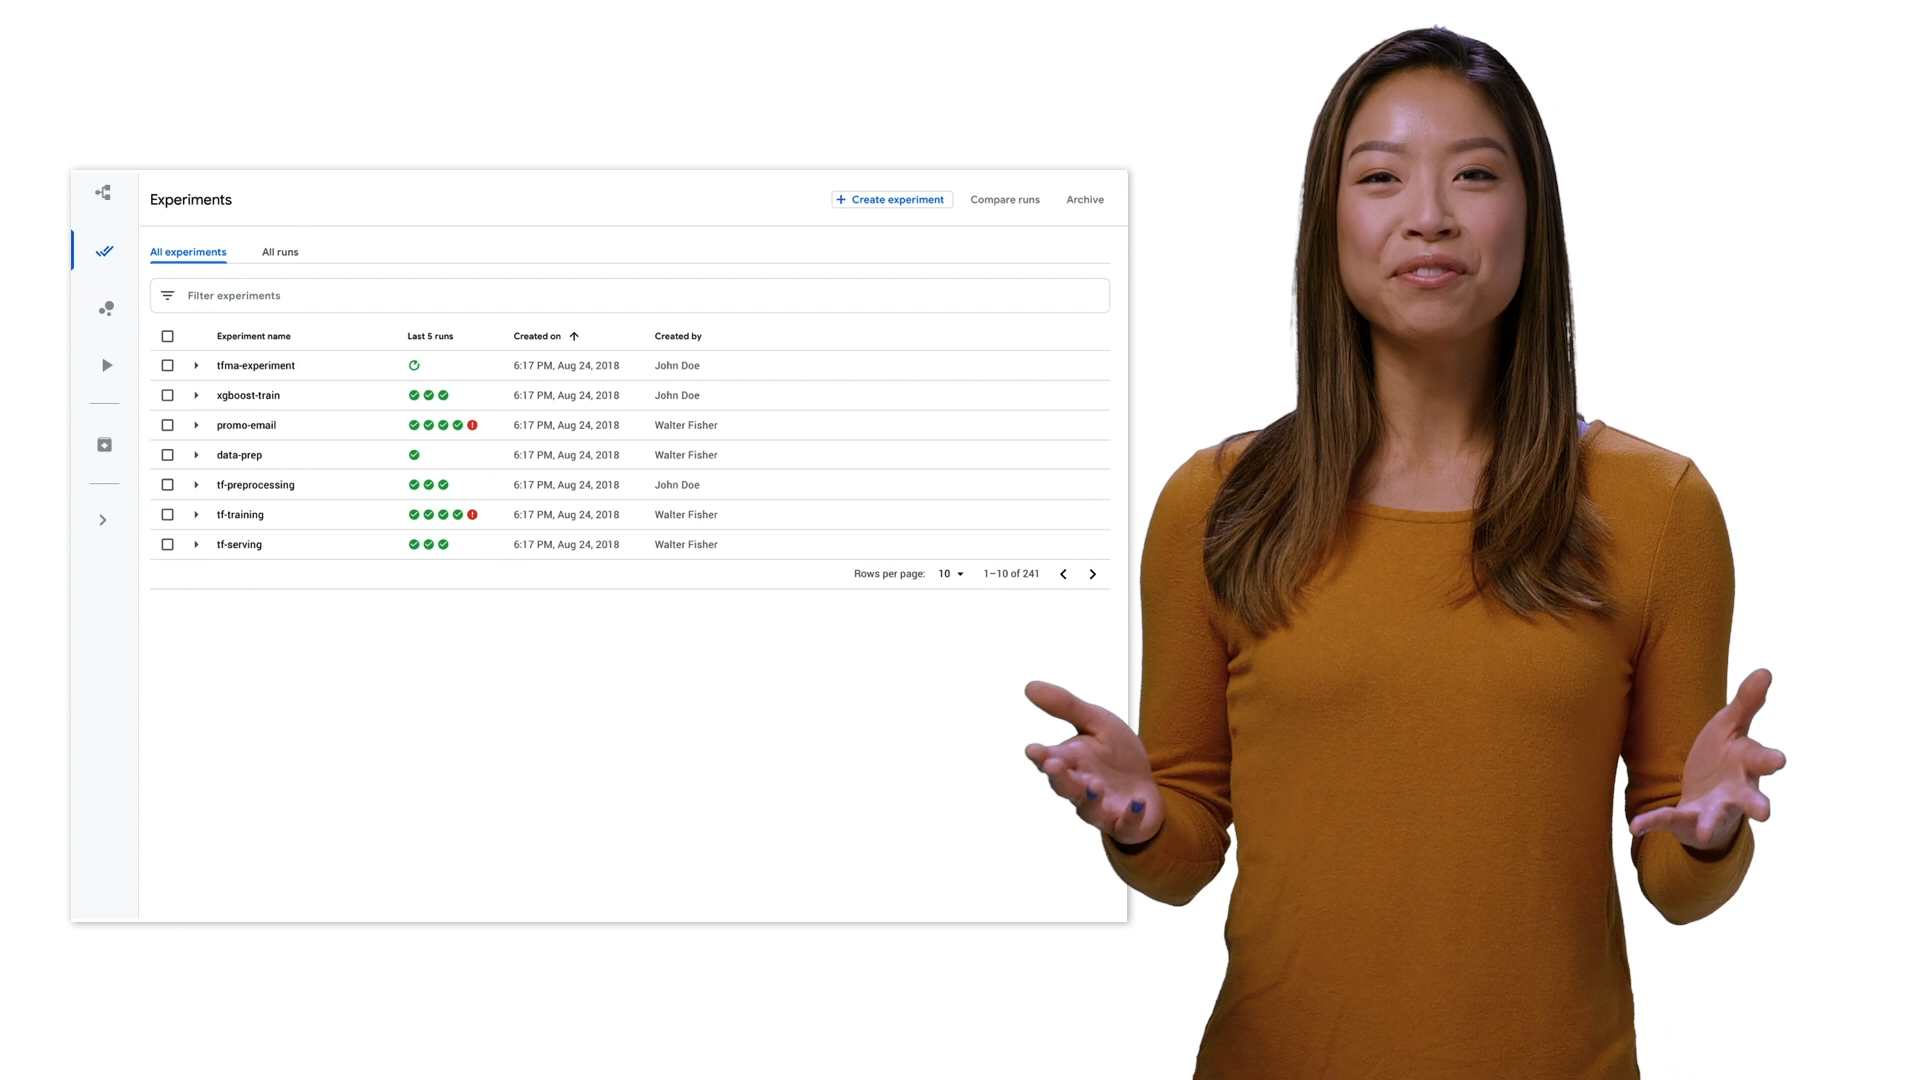 Experiments
+ Create experiment Compare runs Archive
All experiments All runs
Filter experiments
Experiment name Last 5 runs Created on Created by
tfma-experiment 6:17 PM, Aug 24, 2018 John Doe
xgboost-train 6:17 PM, Aug 24, 2018 John Doe
promo-email 6:17 PM, Aug 24, 2018 Walter Fisher
data-prep 6:17 PM, Aug 24, 2018 Walter Fisher
tf-preprocessing 6:17 PM, Aug 24, 2018 John Doe
tf-training 6:17 PM, Aug 24, 2018 Walter Fisher
tf-serving 6:17 PM, Aug 24, 2018 Walter Fisher
Rows per page: 10 1–10 of 241